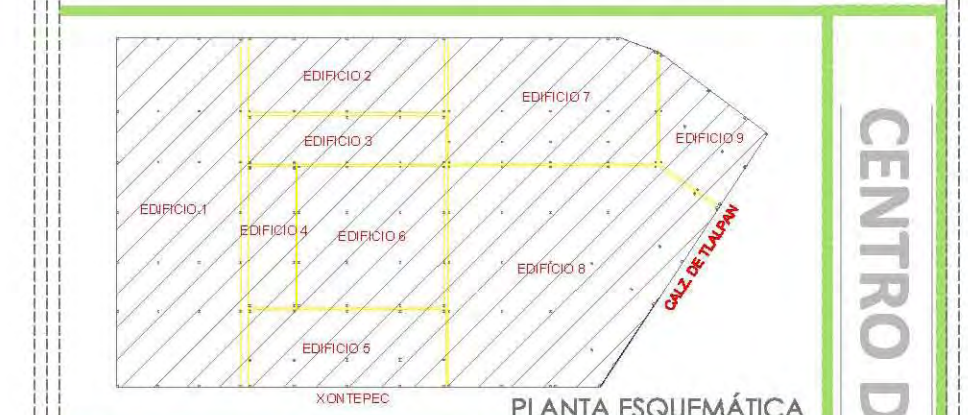 EDIFICIO 2
EDIFICIO 7
EDIFICIO 3
EDIFICIO 9
EDIFICIO 1
EDIFICIO 4
EDIFICIO 6
EDIFICIO 8
CALZ. DE TLALPAN
EDIFICIO 5
XONTEPEC
PLANTA ESQUEMÁTICA
CENTRO D